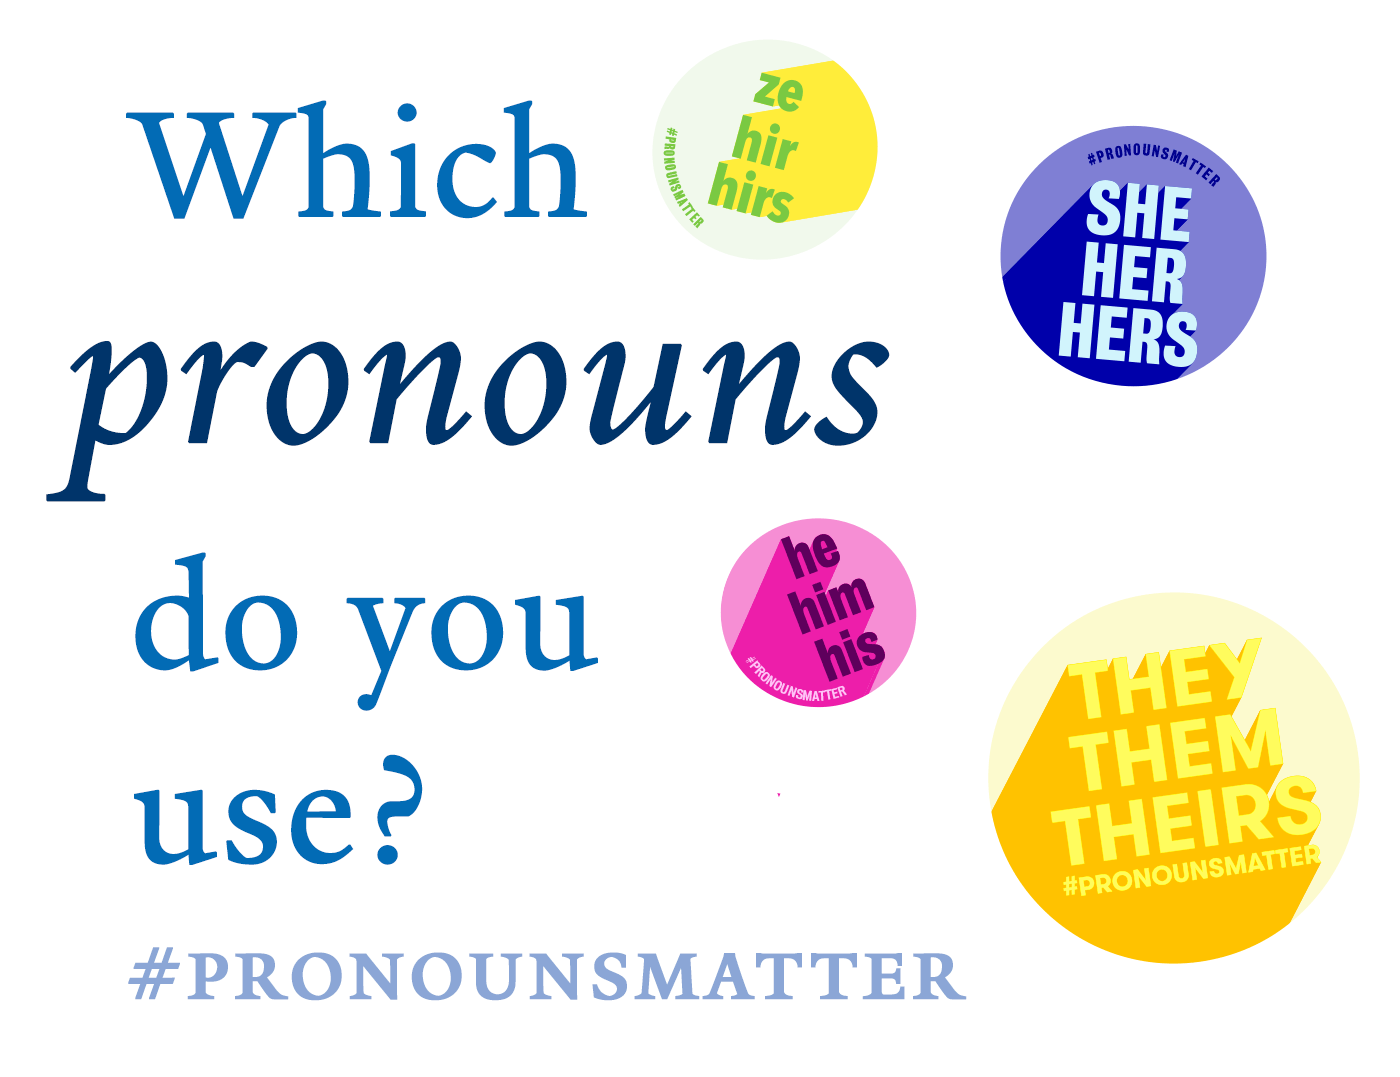 Which
pronouns
do you
use?
#PRONOUNSMATTER
ze
hir
hirs
#PRONOUNSMATTER
#PRONOUNSMATTER
SHE
HER
HERS
he
him
his
#PRONOUNSMATTER
THEY
THEM
THEIRS
#PRONOUNSMATTER